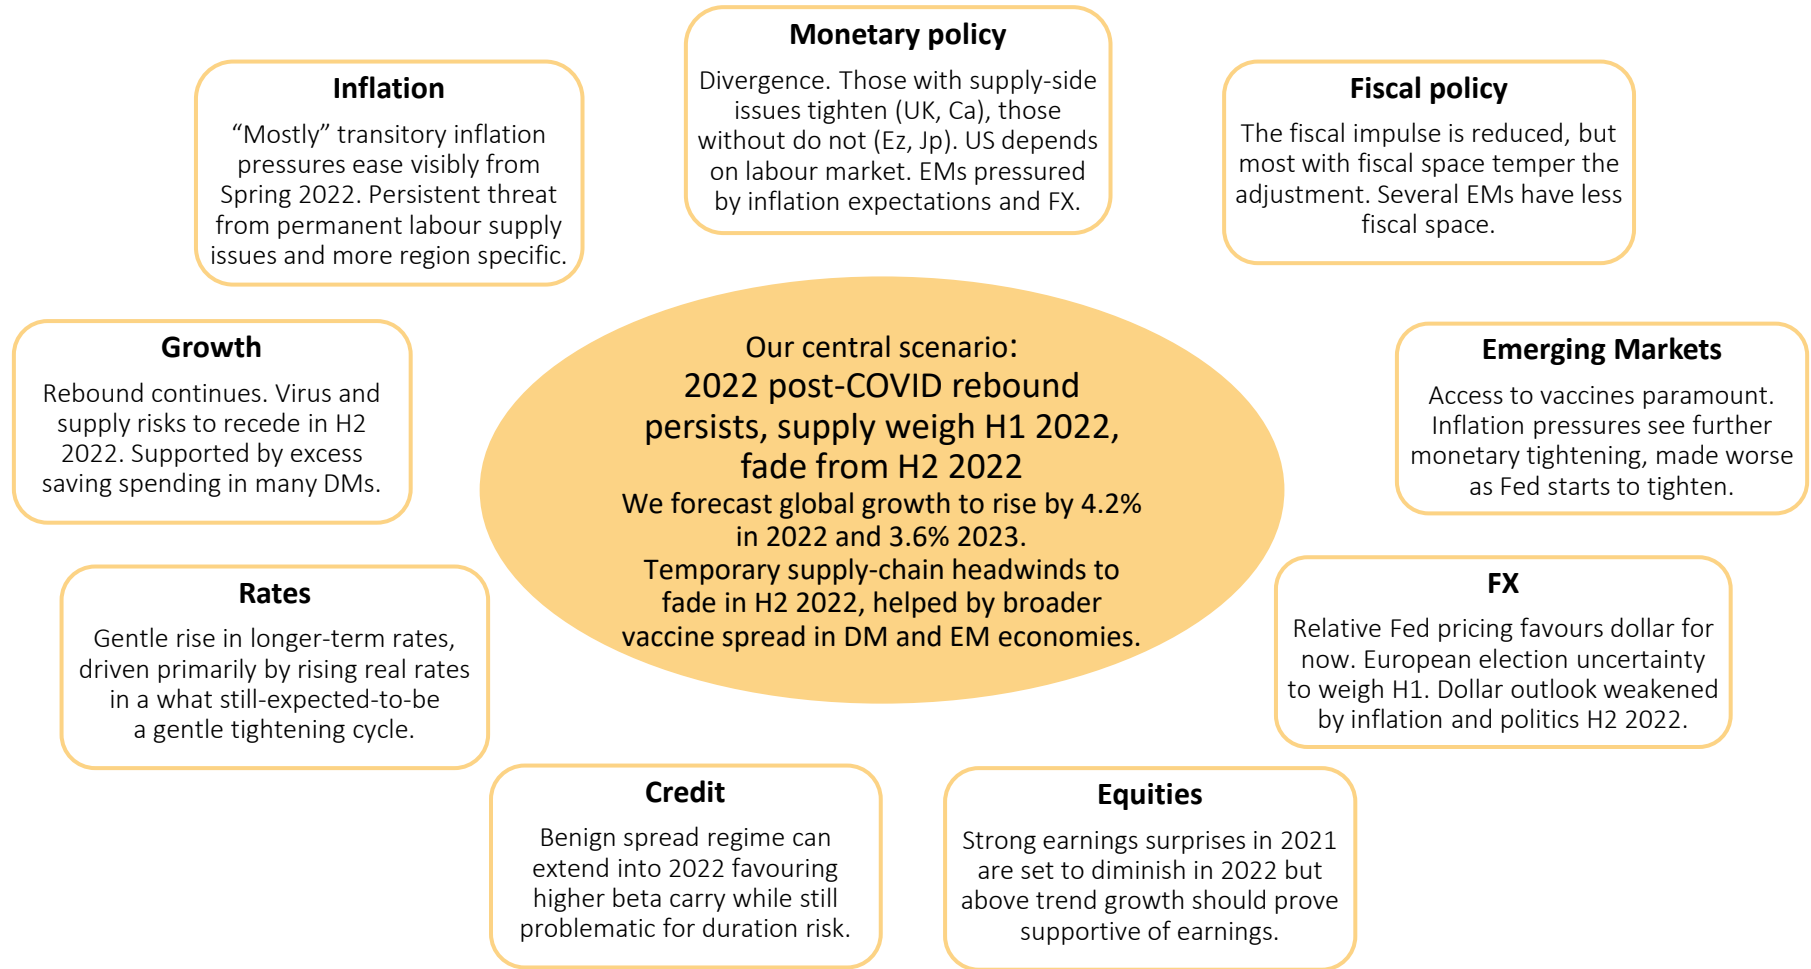 Monetary policy
Divergence. Those with supply-side
issues tighten (UK, Ca), those
without do not (Ez, Jp). US depends
on labour market. EMs pressured
by inflation expectations and FX.
Inflation
“Mostly” transitory inflation
pressures ease visibly from
Spring 2022. Persistent threat
from permanent labour supply
issues and more region specific.
Fiscal policy
The fiscal impulse is reduced, but
most with fiscal space temper the
adjustment. Several EMs have less
fiscal space.
Growth
Rebound continues. Virus and
supply risks to recede in H2
2022. Supported by excess
saving spending in many DMs.
Our central scenario:
2022 post-COVID rebound
persists, supply weigh H1 2022,
fade from H2 2022
We forecast global growth to rise by 4.2%
in 2022 and 3.6% 2023.
Temporary supply-chain headwinds to
fade in H2 2022, helped by broader
vaccine spread in DM and EM economies.
Emerging Markets
Access to vaccines paramount.
Inflation pressures see further
monetary tightening, made worse
as Fed starts to tighten.
Rates
Gentle rise in longer-term rates,
driven primarily by rising real rates
in a what still-expected-to-be
a gentle tightening cycle.
FX
Relative Fed pricing favours dollar for
now. European election uncertainty
to weigh H1. Dollar outlook weakened
by inflation and politics H2 2022.
Credit
Benign spread regime can
extend into 2022 favouring
higher beta carry while still
problematic for duration risk.
Equities
Strong earnings surprises in 2021
are set to diminish in 2022 but
above trend growth should prove
supportive of earnings.